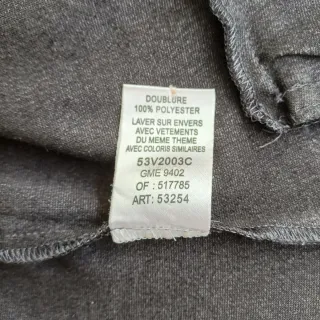 DOUBLURE
100% POLYESTER
LAVER SUR ENVERS
AVEC VETEMENTS
DU MEME THEME
AVEC COLORIS SIMILAIRES
53V2003C
GME 9402
OF : 517785
ART: 53254